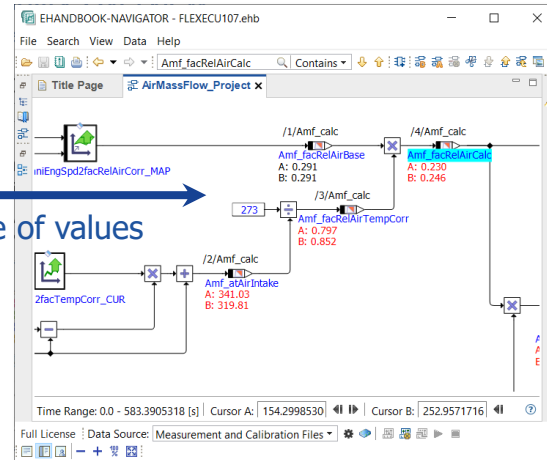 EHANDBOOK-NAVIGATOR - FLEXECU107.ehb
File Search View Data Help
Amf_facRelAirCalc Contains
Title Page AirMassFlow_Project
/1/Amf_calc /4/Amf_calc
Amf_facRelAirBase Amf_facRelAirCalc
A: 0.291 A: 0.230
B: 0.291 B: 0.246
niEngSpd2facRelAirCorr_MAP
/3/Amf_calc
273
Amf_facRelAirTempCorr
A: 0.797
B: 0.852
e of values
/2/Amf_calc
Amf_atAirIntake
A: 341.03
B: 319.81
2facTempCorr_CUR
Time Range: 0.0 - 583.3905318 [s] Cursor A: 154.2998530 Cursor B: 252.9571716
Full License Data Source: Measurement and Calibration Files